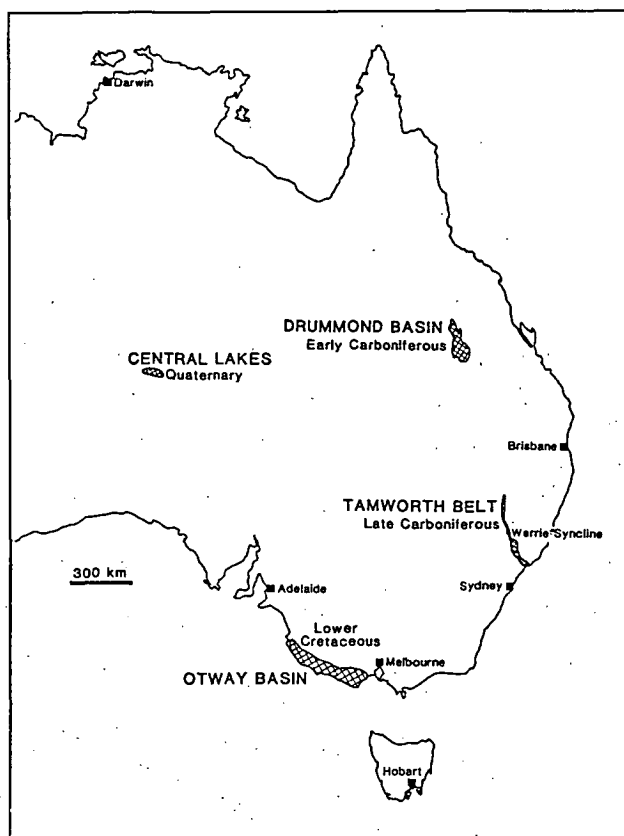 Darwin
DRUMMOND BASIN
Early Carboniferous
CENTRAL LAKES
Quaternary
Brisbane
TAMWORTH BELT
Late Carboniferous
Werrie Syncline
300 km
Adelaide
Sydney
Lower
Cretaceous
Melbourne
OTWAY BASIN
Hobart